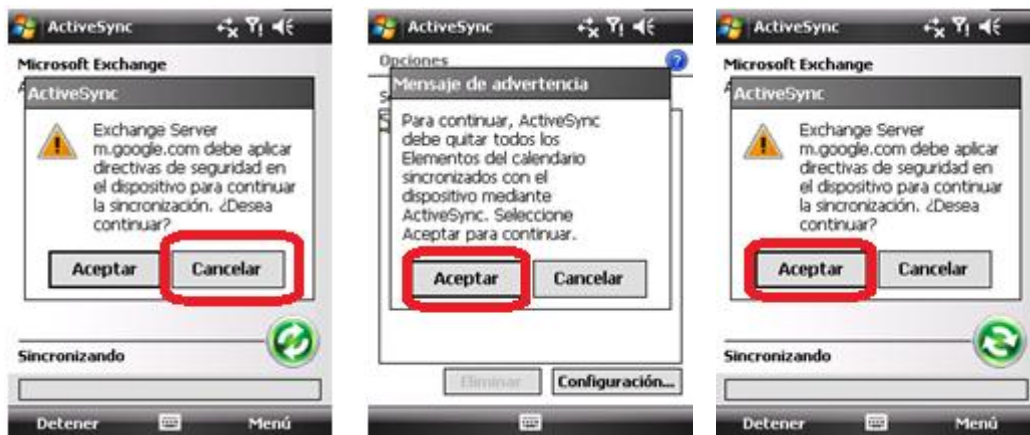 ActiveSync
Microsoft Exchange
ActiveSync
Exchange Server
m.google.com debe aplicar
directivas de seguridad en
el dispositivo para continuar
la sincronización. ¿Desea
continuar?
Aceptar Cancelar
Sincronizando
Detener Menú
ActiveSync
Opciones
Mensaje de advertencia
Para continuar, ActiveSync
debe quitar todos los
Elementos del calendario
sincronizados con el
dispositivo mediante
ActiveSync. Seleccione
Aceptar para continuar.
Aceptar Cancelar
Eliminar Configuración...
ActiveSync
Microsoft Exchange
ActiveSync
Exchange Server
m.google.com debe aplicar
directivas de seguridad en
el dispositivo para continuar
la sincronización. ¿Desea
continuar?
Aceptar Cancelar
Sincronizando
Detener Menú